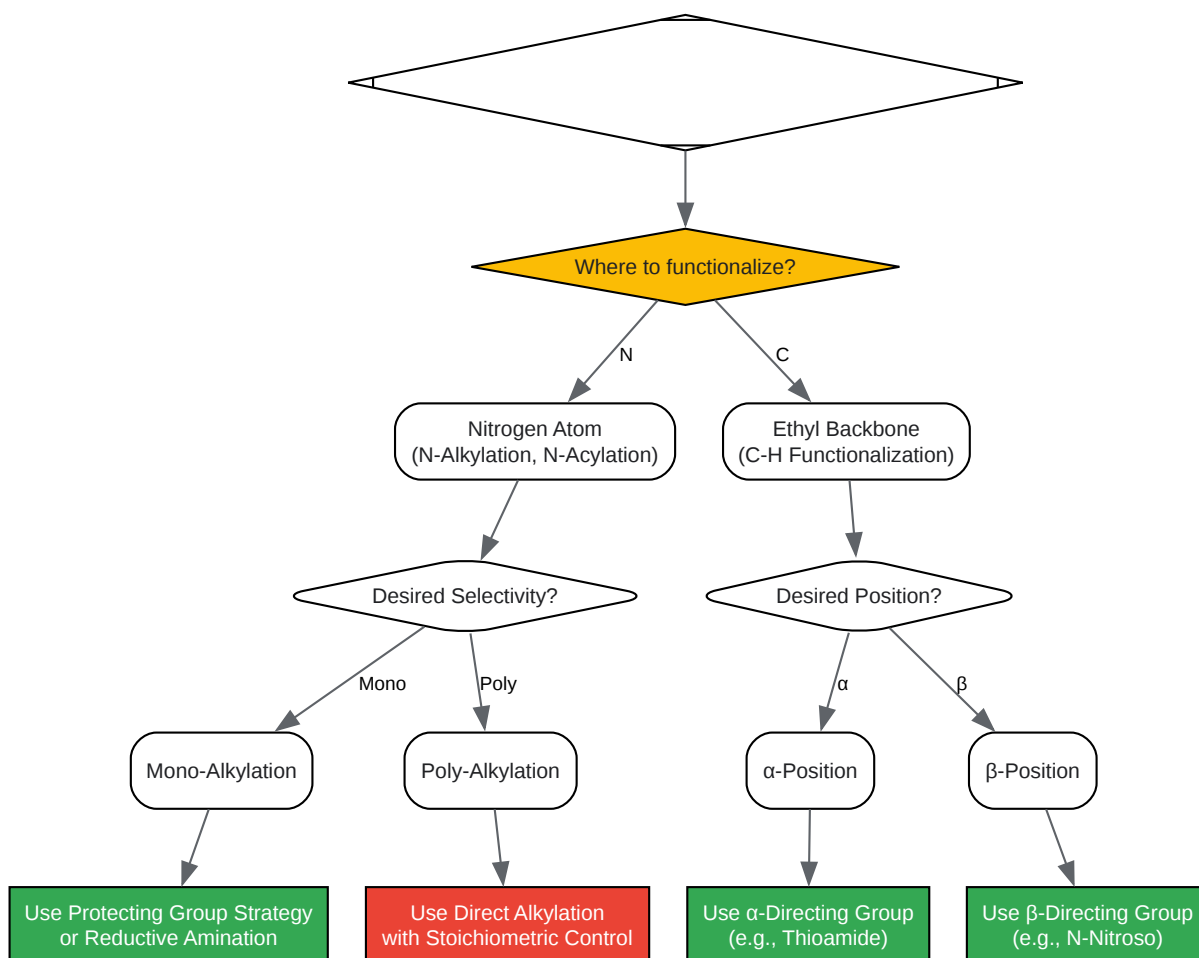 Where to functionalize?
N
C
Nitrogen Atom
(N-Alkylation, N-Acylation)
Ethyl Backbone
(C-H Functionalization)
Desired Selectivity?
Desired Position?
Mono
Poly
α
β
Mono-Alkylation
Poly-Alkylation
α-Position
β-Position
Use Protecting Group Strategy
or Reductive Amination
Use Direct Alkylation
with Stoichiometric Control
Use α-Directing Group
(e.g., Thioamide)
Use β-Directing Group
(e.g., N-Nitroso)